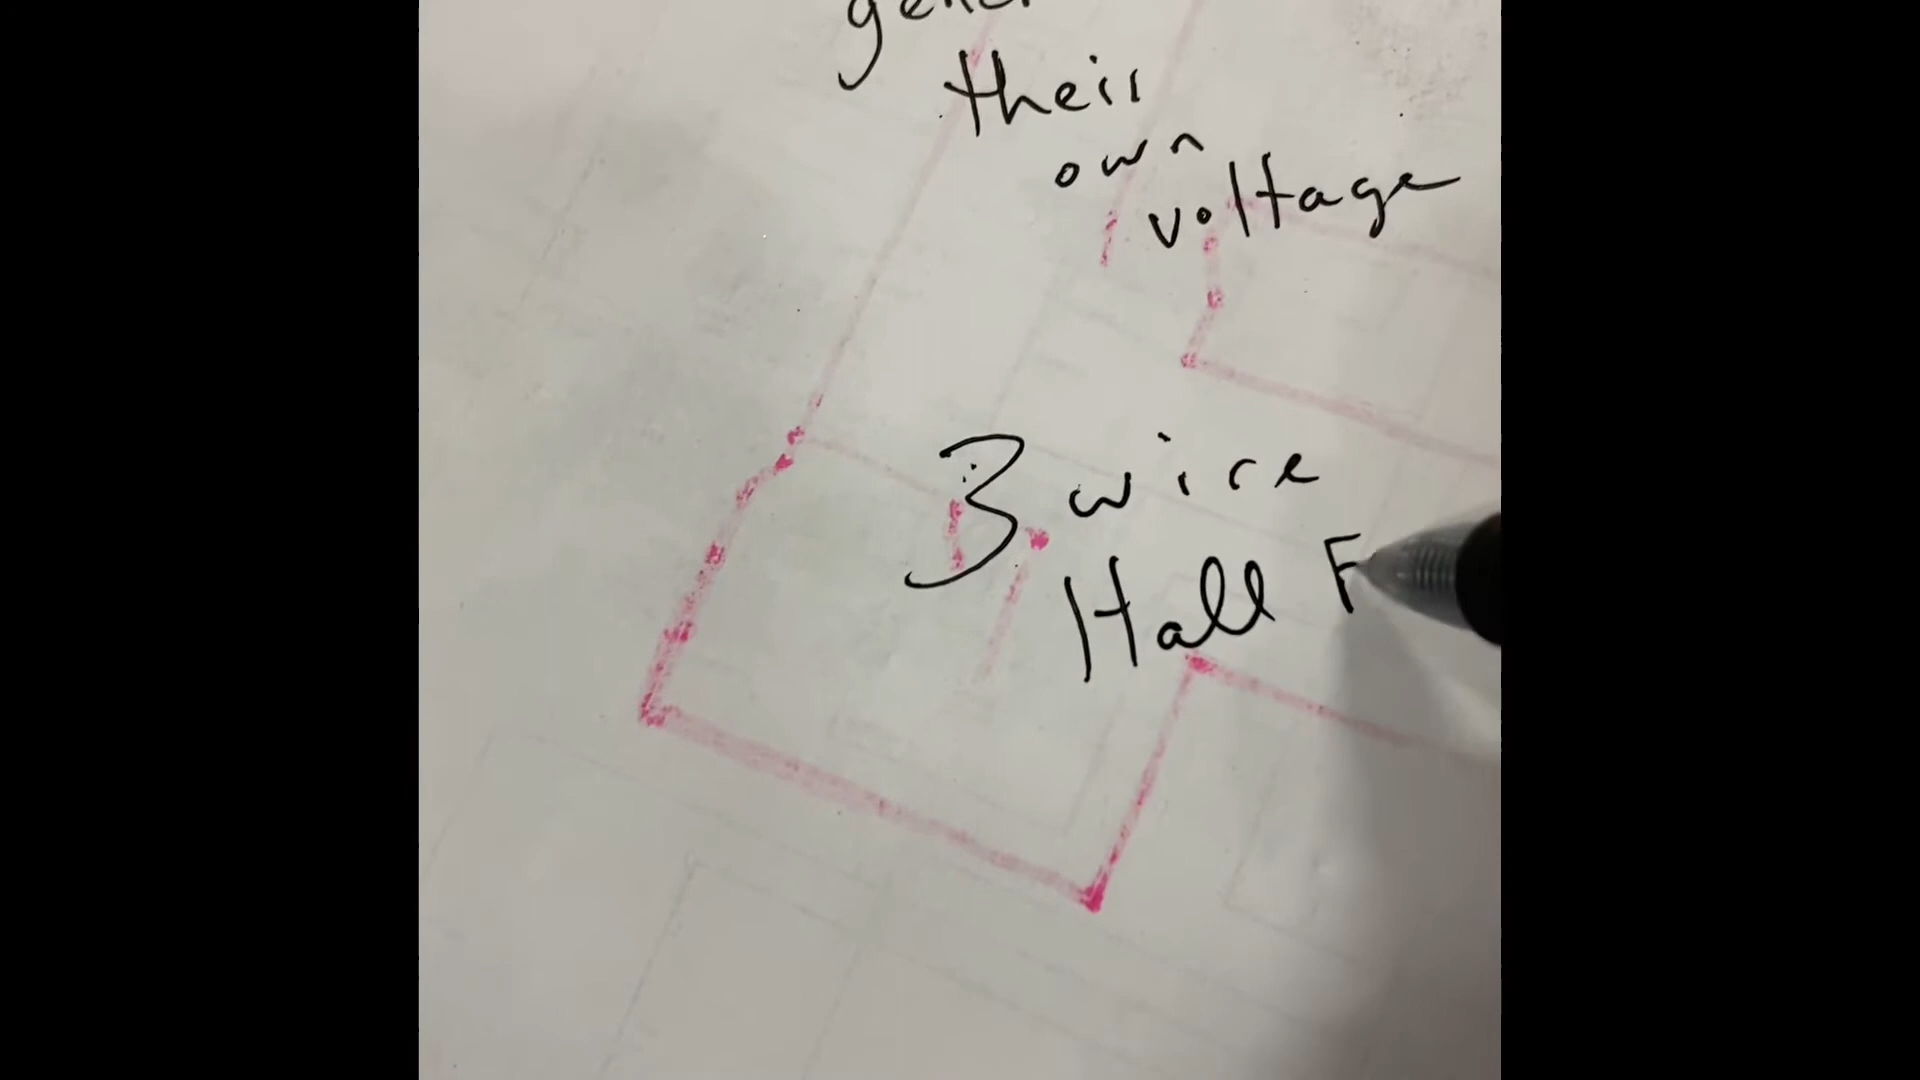 their
own
voltage
3 wire
Hall F